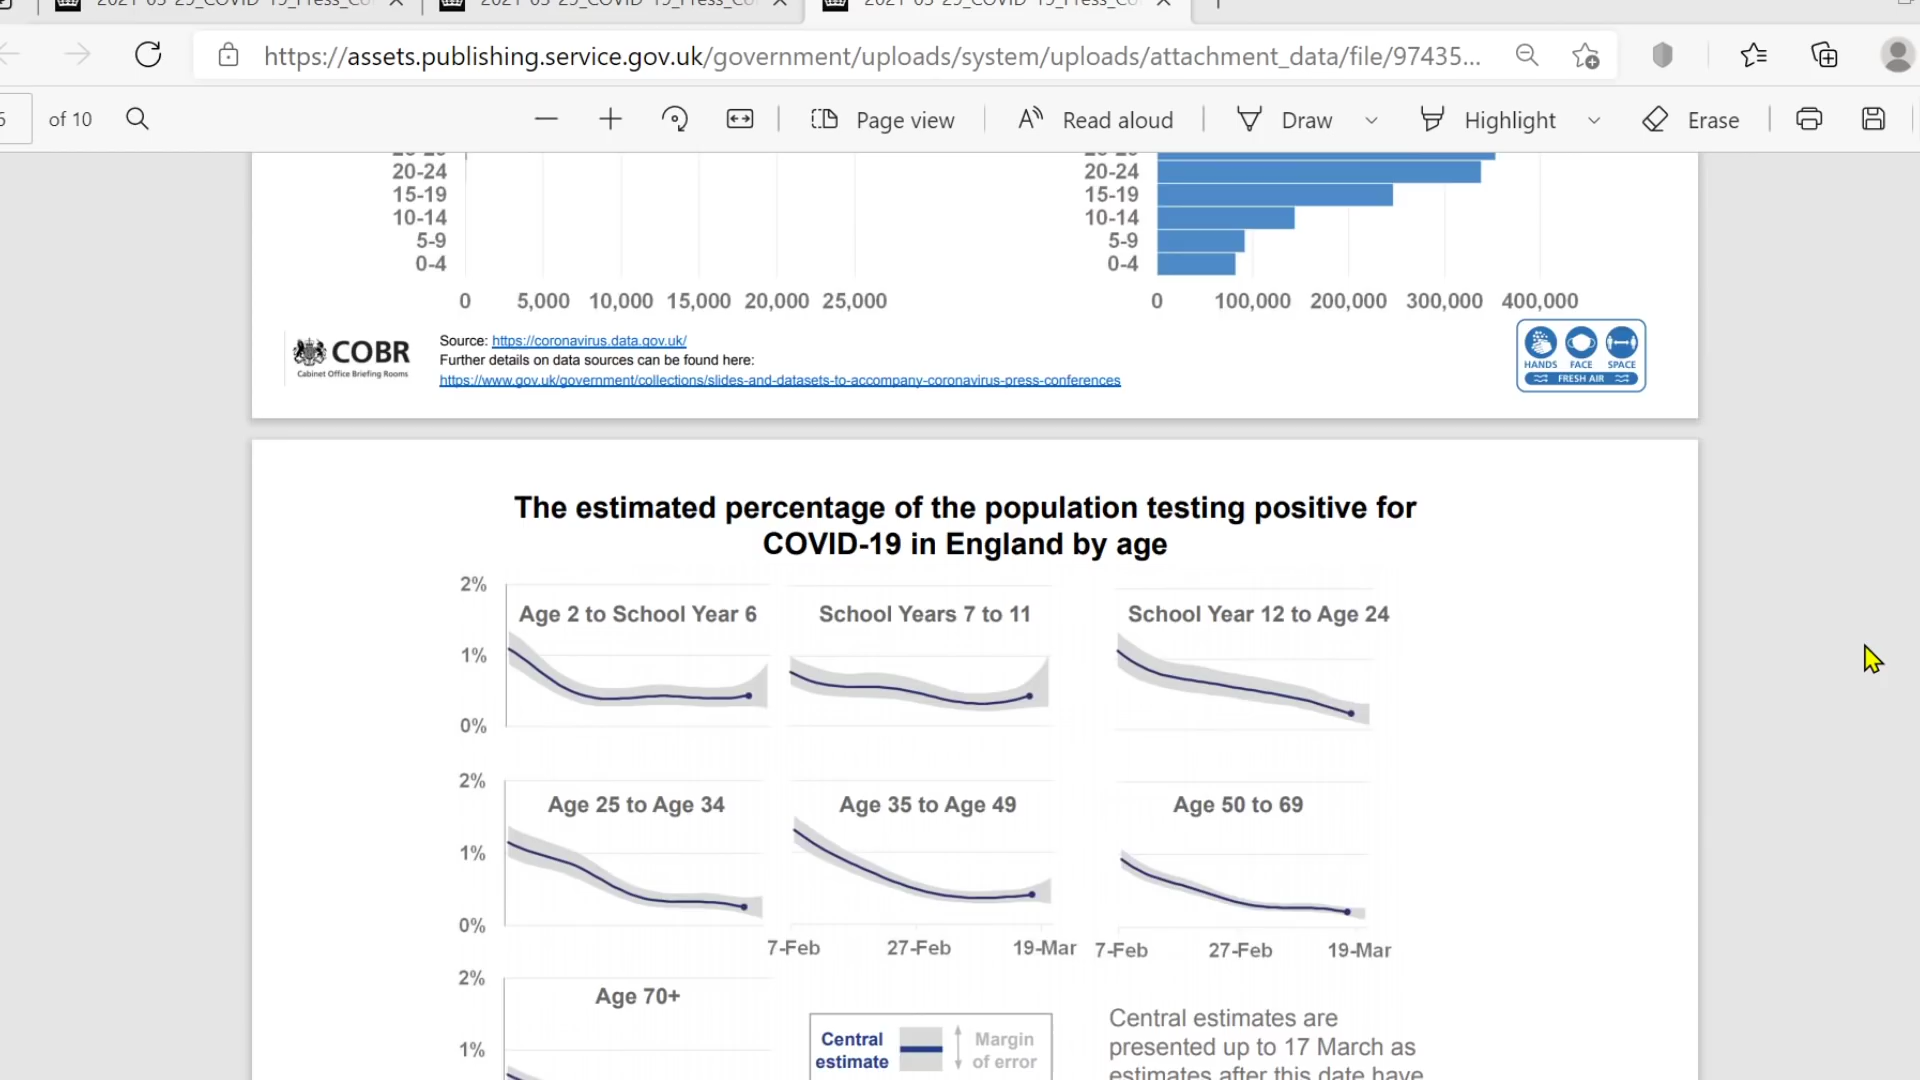 https://assets.publishing.service.gov.uk/government/uploads/system/uploads/attachment_data/file/97435...
of 10
Page view
Read aloud
Draw
Highlight
Erase
20-24
15-19
10-14
5-9
0-4
0 5,000 10,000 15,000 20,000 25,000
20-24
15-19
10-14
5-9
0-4
0 100,000 200,000 300,000 400,000
COBR
Cabinet Office Briefing Rooms
Source: https://coronavirus.data.gov.uk/
Further details on data sources can be found here:
https://www.gov.uk/government/collections/slides-and-datasets-to-accompany-coronavirus-press-conferences
HANDS FACE SPACE
FRESH AIR
The estimated percentage of the population testing positive for
COVID-19 in England by age
2%
1%
0%
Age 2 to School Year 6
School Years 7 to 11
School Year 12 to Age 24
2%
1%
0%
Age 25 to Age 34
Age 35 to Age 49
Age 50 to 69
7-Feb 27-Feb 19-Mar
7-Feb 27-Feb 19-Mar
2%
1%
Age 70+
Central
estimate
Margin
of error
Central estimates are
presented up to 17 March as
estimates after this date have